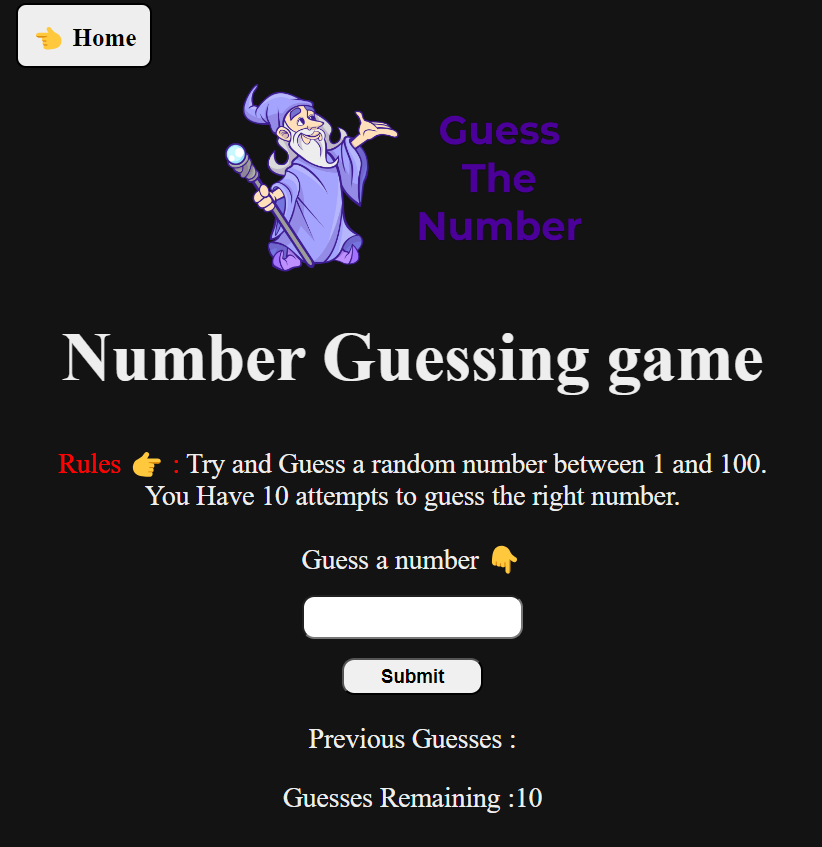 👈 Home
Guess
The
Number
Number Guessing game
Rules 👉 : Try and Guess a random number between 1 and 100.
You Have 10 attempts to guess the right number.
Guess a number 👇
Submit
Previous Guesses :
Guesses Remaining :10